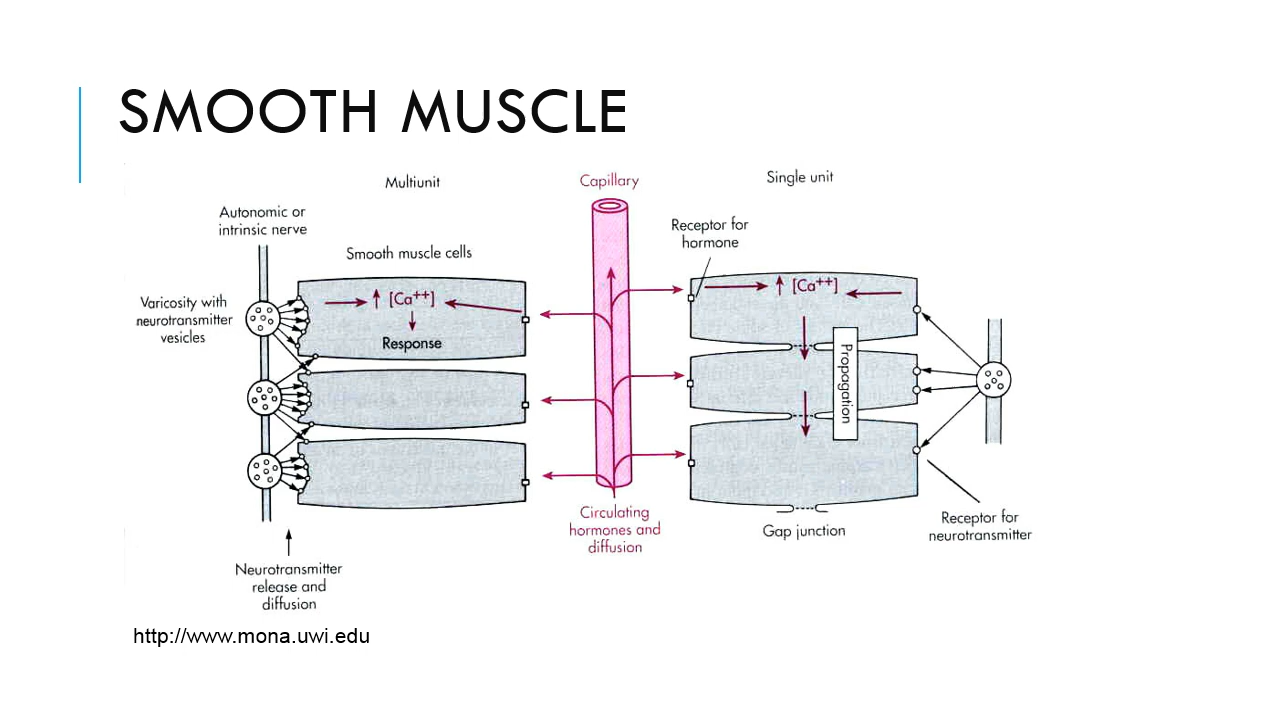 SMOOTH MUSCLE
Multiunit
Capillary
Single unit
Autonomic or
intrinsic nerve
Receptor for
hormone
Smooth muscle cells
Varicosity with
neurotransmitter
vesicles
↑ [Ca⁺⁺]
Response
↑ [Ca⁺⁺]
Propagation
Circulating
hormones and
diffusion
Gap junction
Receptor for
neurotransmitter
Neurotransmitter
release and
diffusion
http://www.mona.uwi.edu